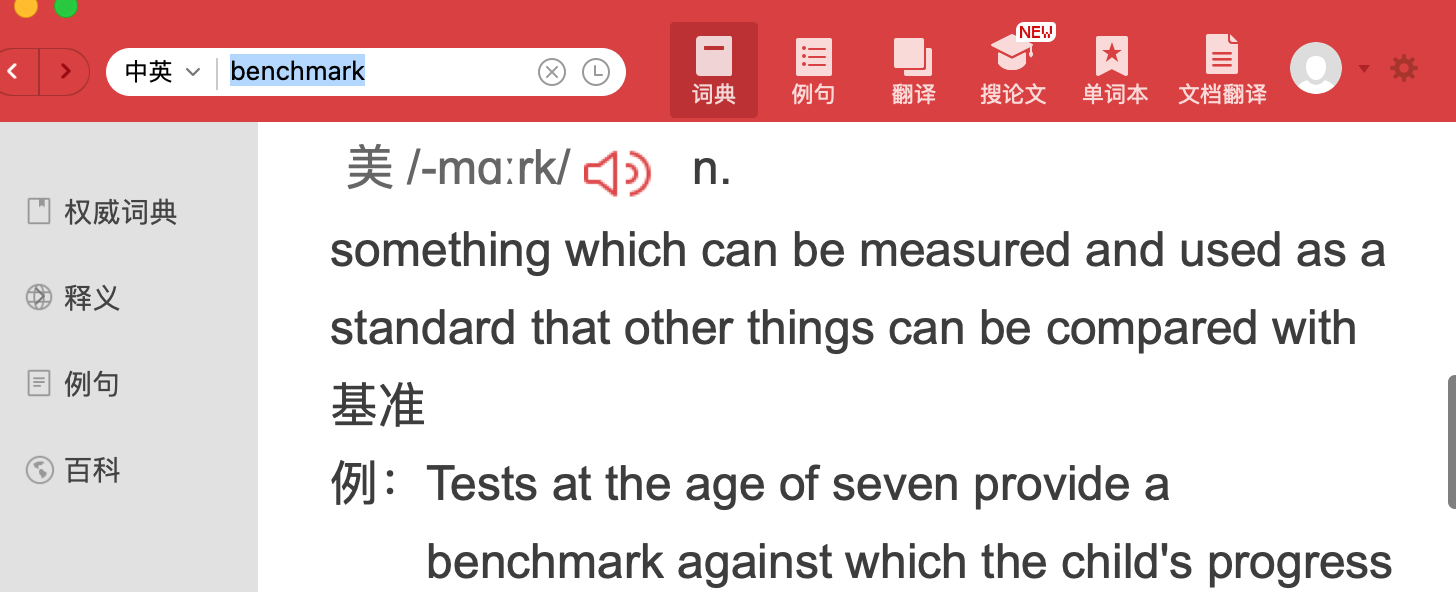 中英 benchmark
NEW
词典 例句 翻译 搜论文 单词本 文档翻译
权威词典
释义
例句
百科
美 /-mɑːrk/ n.
something which can be measured and used as a
standard that other things can be compared with
基准
例： Tests at the age of seven provide a
benchmark against which the child's progress